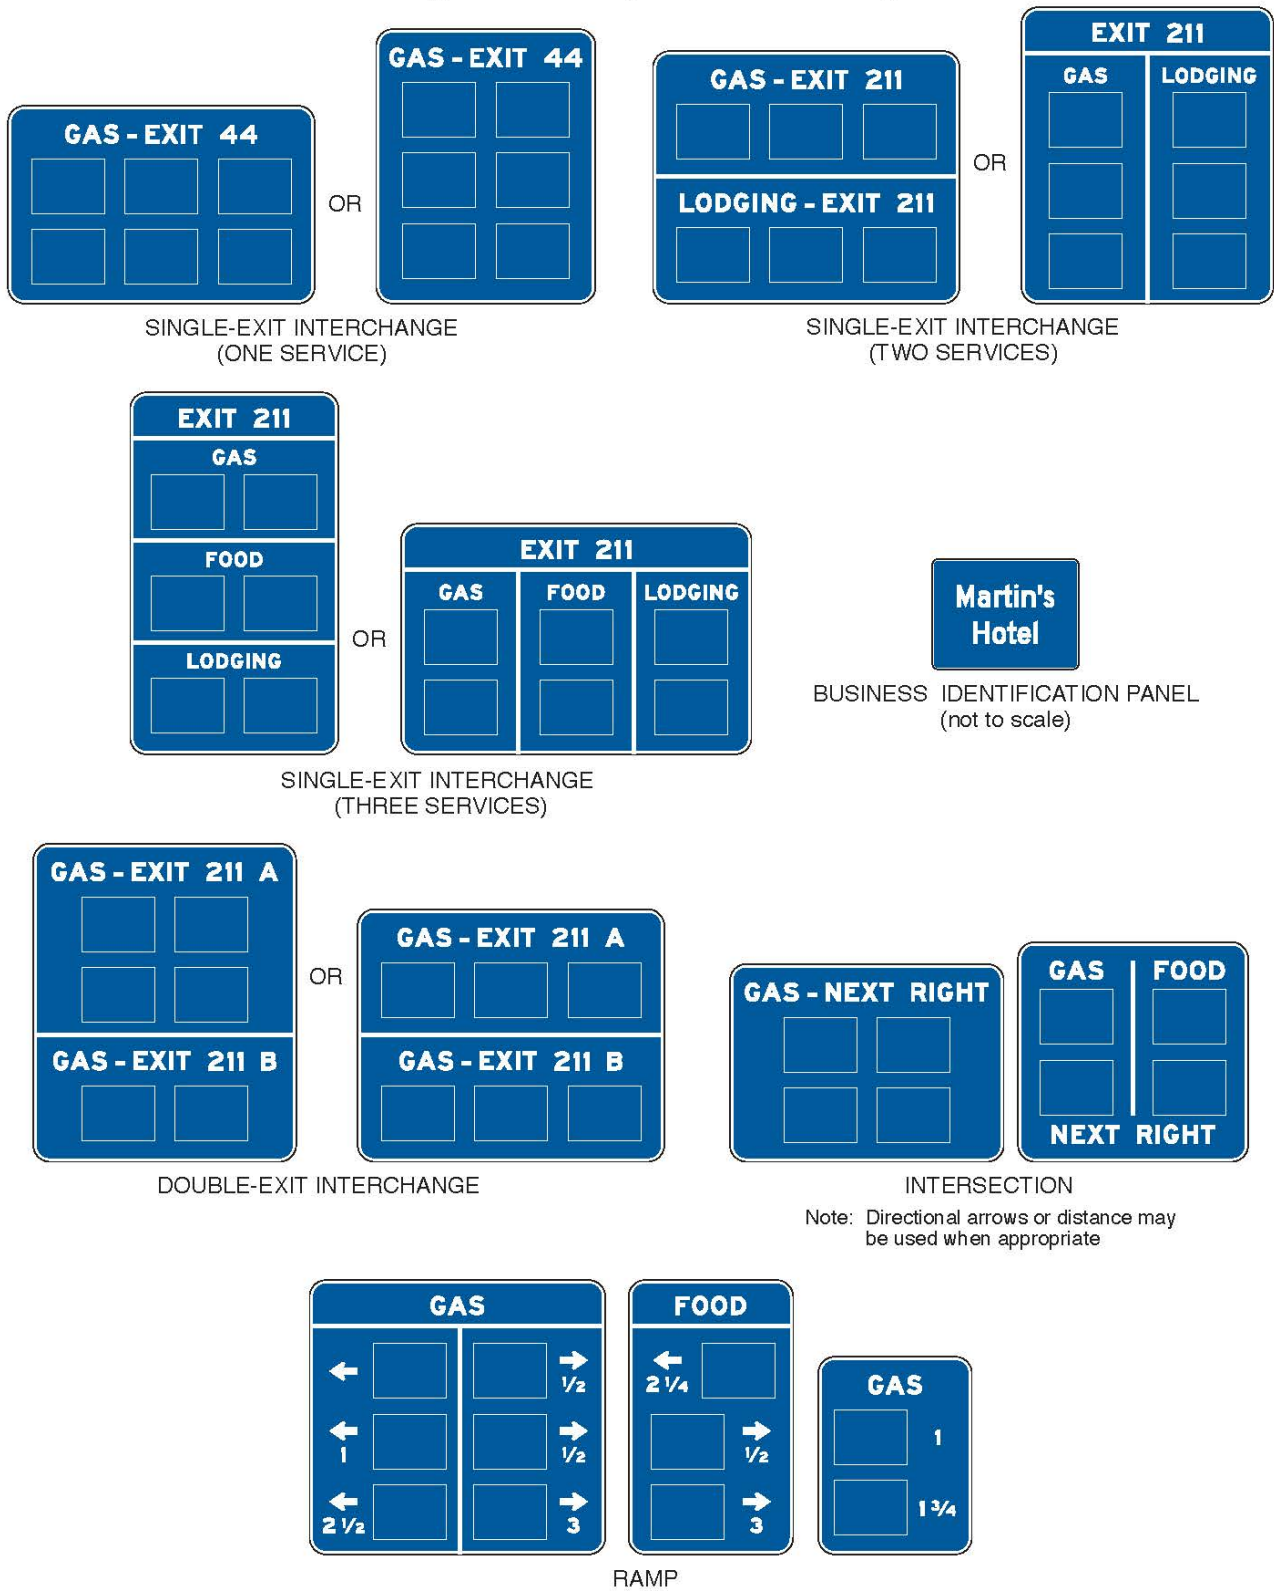 GAS - EXIT 44
OR
GAS - EXIT 44
SINGLE-EXIT INTERCHANGE
(ONE SERVICE)
GAS - EXIT 211
LODGING - EXIT 211
OR
EXIT 211
GAS LODGING
SINGLE-EXIT INTERCHANGE
(TWO SERVICES)
EXIT 211
GAS
FOOD
LODGING
OR
EXIT 211
GAS FOOD LODGING
SINGLE-EXIT INTERCHANGE
(THREE SERVICES)
Martin's
Hotel
BUSINESS IDENTIFICATION PANEL
(not to scale)
GAS - EXIT 211 A
GAS - EXIT 211 B
OR
GAS - EXIT 211 A
GAS - EXIT 211 B
DOUBLE-EXIT INTERCHANGE
GAS - NEXT RIGHT
GAS FOOD
NEXT RIGHT
INTERSECTION
Note: Directional arrows or distance may
be used when appropriate
GAS
1/2
1 1/2
2 1/2 3
FOOD
2 1/4
1/2
3
GAS
1
1 3/4
RAMP